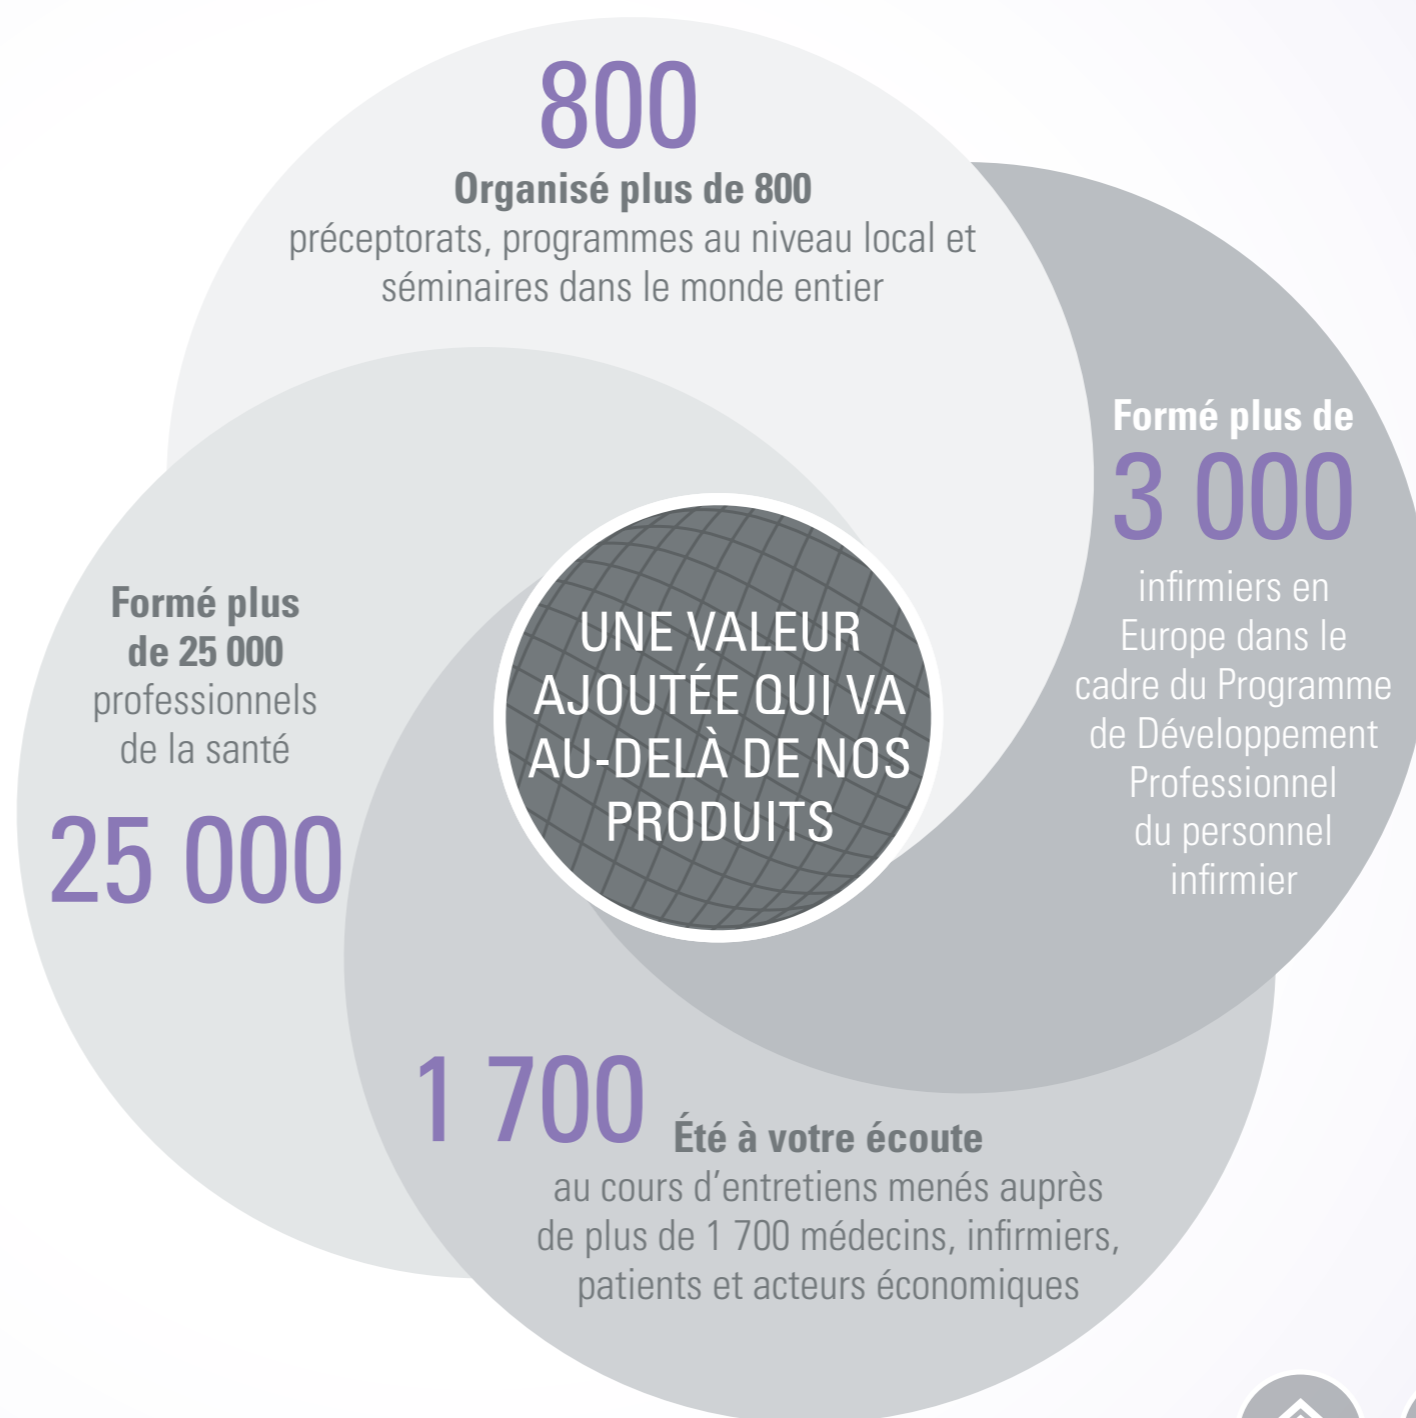 800
Organisé plus de 800
préceptorats, programmes au niveau local et
séminaires dans le monde entier
Formé plus de
3 000
infirmiers en
Europe dans le
cadre du Programme
de Développement
Professionnel
du personnel
infirmier
Formé plus
de 25 000
professionnels
de la santé
25 000
UNE VALEUR
AJOUTÉE QUI VA
AU-DELÀ DE NOS
PRODUITS
1 700
Été à votre écoute
au cours d’entretiens menés auprès
de plus de 1 700 médecins, infirmiers,
patients et acteurs économiques